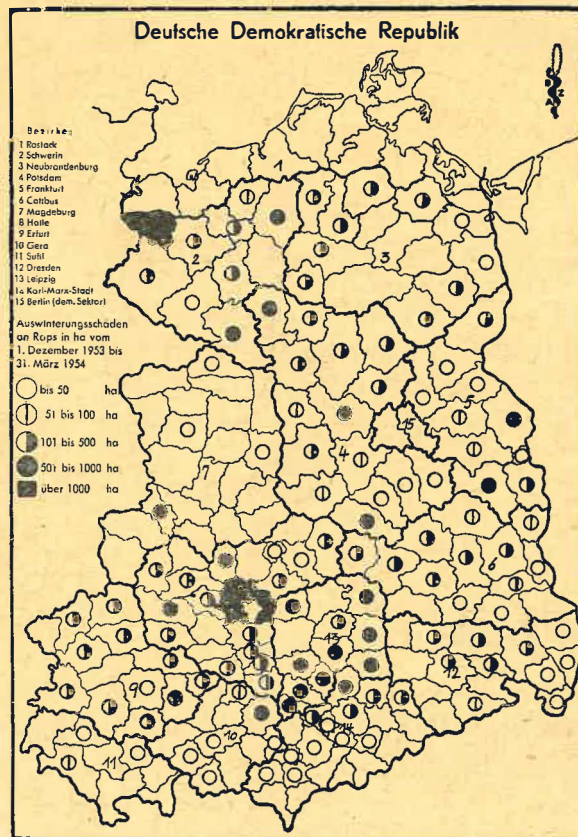 Deutsche Demokratische Republik
Bezirke:
1 Rostock
2 Schwerin
3 Neubrandenburg
4 Potsdam
5 Frankfurt
6 Cottbus
7 Magdeburg
8 Halle
9 Erfurt
10 Gera
11 Suhl
12 Dresden
13 Leipzig
14 Karl-Marx-Stadt
15 Berlin (dem. Sektor)
Auswinterungsschäden
an Raps in ha vom
1. Dezember 1953 bis
31. März 1954
bis 50 ha
51 bis 100 ha
101 bis 500 ha
501 bis 1000 ha
über 1000 ha
1
2
3
4
5
15
7
6
13
12
9
10
14
11